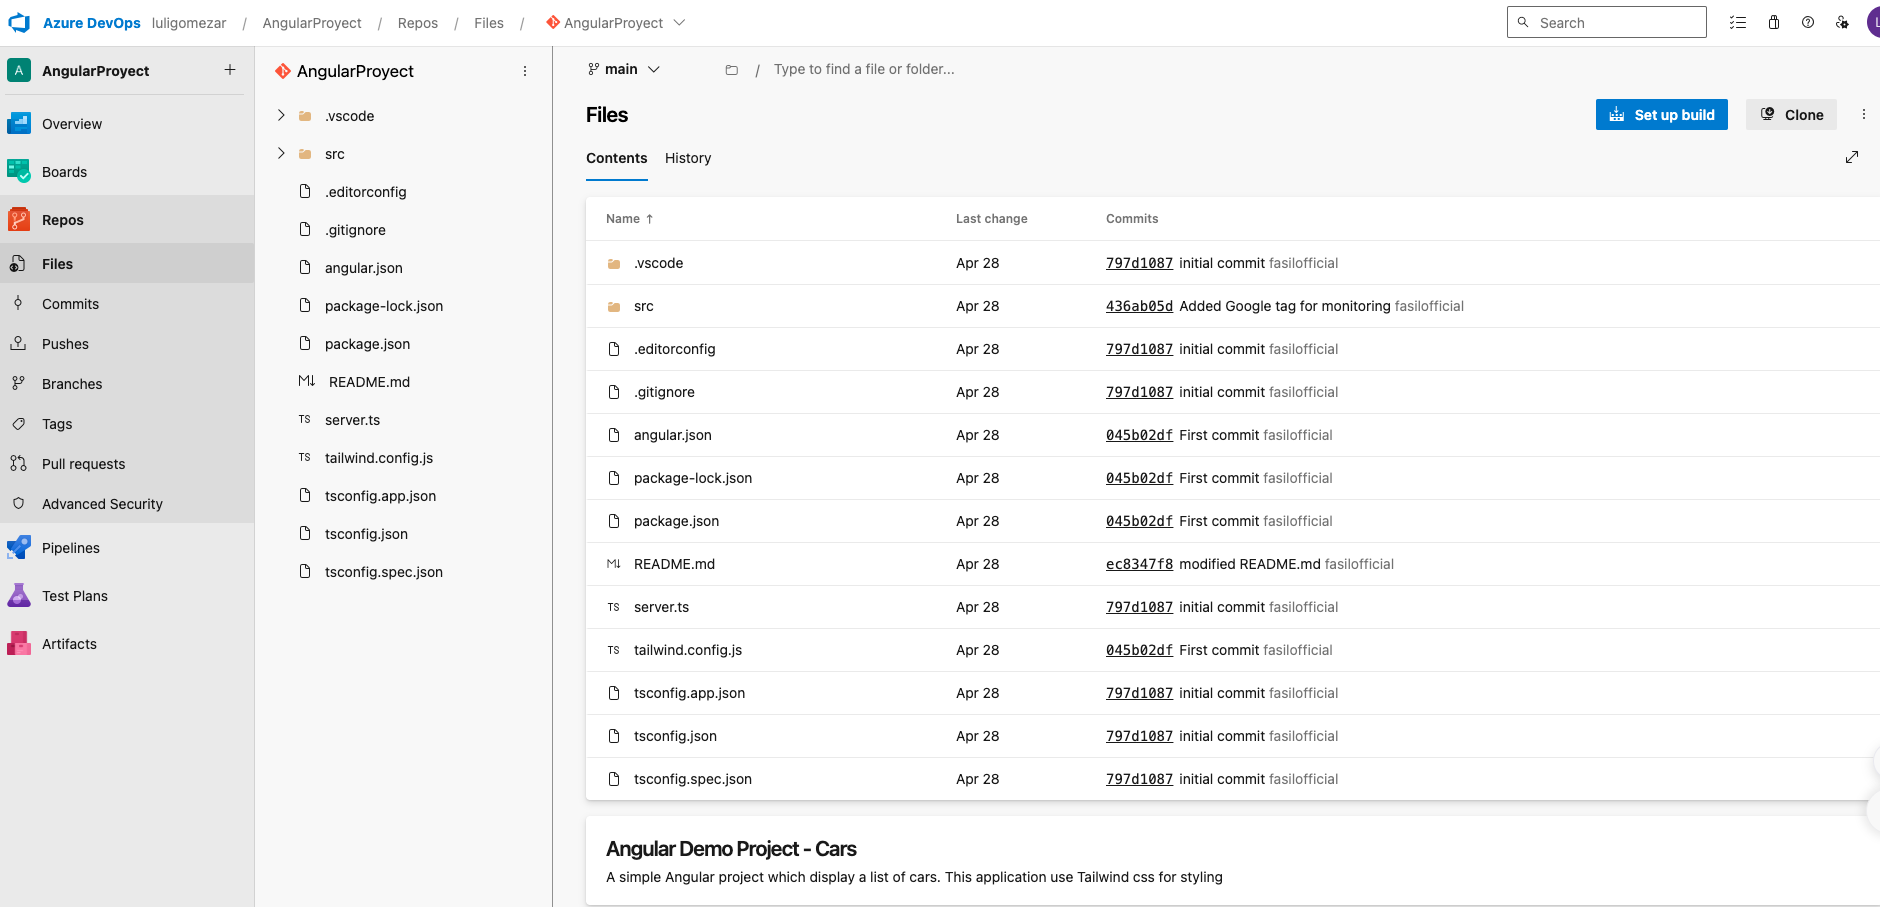 Azure DevOps luligomezar / AngularProyect / Repos / Files / AngularProyect
Search
L
A AngularProyect +
Overview
Boards
Repos
Files
Commits
Pushes
Branches
Tags
Pull requests
Advanced Security
Pipelines
Test Plans
Artifacts
AngularProyect
.vscode
src
.editorconfig
.gitignore
angular.json
package-lock.json
package.json
M↓ README.md
TS server.ts
TS tailwind.config.js
tsconfig.app.json
tsconfig.json
tsconfig.spec.json
main / Type to find a file or folder...
Files
Set up build Clone
Contents History
Name ↑ Last change Commits
.vscode Apr 28 797d1087 initial commit fasilofficial
src Apr 28 436ab05d Added Google tag for monitoring fasilofficial
.editorconfig Apr 28 797d1087 initial commit fasilofficial
.gitignore Apr 28 797d1087 initial commit fasilofficial
angular.json Apr 28 045b02df First commit fasilofficial
package-lock.json Apr 28 045b02df First commit fasilofficial
package.json Apr 28 045b02df First commit fasilofficial
M↓ README.md Apr 28 ec8347f8 modified README.md fasilofficial
TS server.ts Apr 28 797d1087 initial commit fasilofficial
TS tailwind.config.js Apr 28 045b02df First commit fasilofficial
tsconfig.app.json Apr 28 797d1087 initial commit fasilofficial
tsconfig.json Apr 28 797d1087 initial commit fasilofficial
tsconfig.spec.json Apr 28 797d1087 initial commit fasilofficial
Angular Demo Project - Cars
A simple Angular project which display a list of cars. This application use Tailwind css for styling